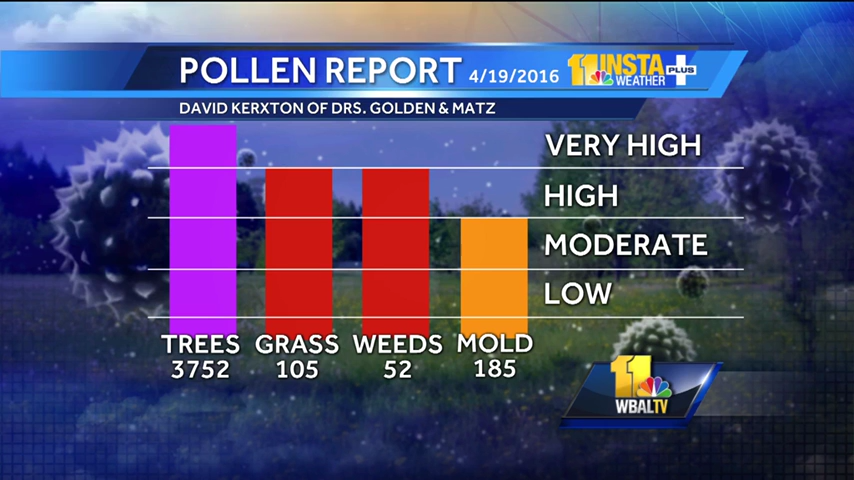 POLLEN REPORT 4/19/2016 11 INSTA WEATHER PLUS
DAVID KERXTON OF DRS. GOLDEN & MATZ
VERY HIGH
HIGH
MODERATE
LOW
TREES GRASS WEEDS MOLD
3752 105 52 185
11
WBALTV